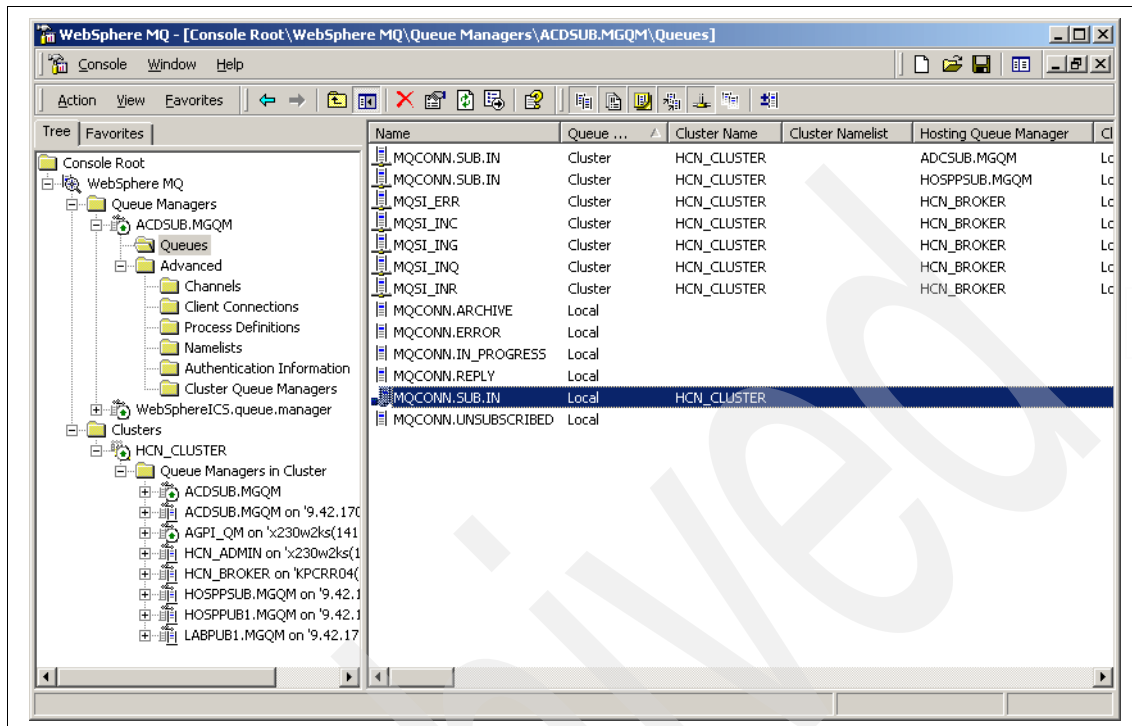 WebSphere MQ - [Console Root\WebSphere MQ\Queue Managers\ACDSUB.MGQM\Queues]
Console Window Help
Action View Favorites
Tree Favorites
Console Root
WebSphere MQ
Queue Managers
ACDSUB.MGQM
Queues
Advanced
Channels
Client Connections
Process Definitions
Namelists
Authentication Information
Cluster Queue Managers
WebSphereICS.queue.manager
Clusters
HCN_CLUSTER
Queue Managers in Cluster
ACDSUB.MGQM
ACDSUB.MGQM on '9.42.170
AGPI_QM on 'x230w2ks(141
HCN_ADMIN on 'x230w2ks(1
HCN_BROKER on 'KPCRR04(
HOSPPSUB.MGQM on '9.42.1
HOSPPUB1.MGQM on '9.42.1
LABPUB1.MGQM on '9.42.17
Name Queue ... Cluster Name Cluster Namelist Hosting Queue Manager Cl
MQCONN.SUB.IN Cluster HCN_CLUSTER ADCSUB.MGQM Lc
MQCONN.SUB.IN Cluster HCN_CLUSTER HOSPPSUB.MGQM Lc
MQSI_ERR Cluster HCN_CLUSTER HCN_BROKER Lc
MQSI_INC Cluster HCN_CLUSTER HCN_BROKER Lc
MQSI_ING Cluster HCN_CLUSTER HCN_BROKER Lc
MQSI_INQ Cluster HCN_CLUSTER HCN_BROKER Lc
MQSI_INR Cluster HCN_CLUSTER HCN_BROKER Lc
MQCONN.ARCHIVE Local
MQCONN.ERROR Local
MQCONN.IN_PROGRESS Local
MQCONN.REPLY Local
MQCONN.SUB.IN Local HCN_CLUSTER
MQCONN.UNSUBSCRIBED Local